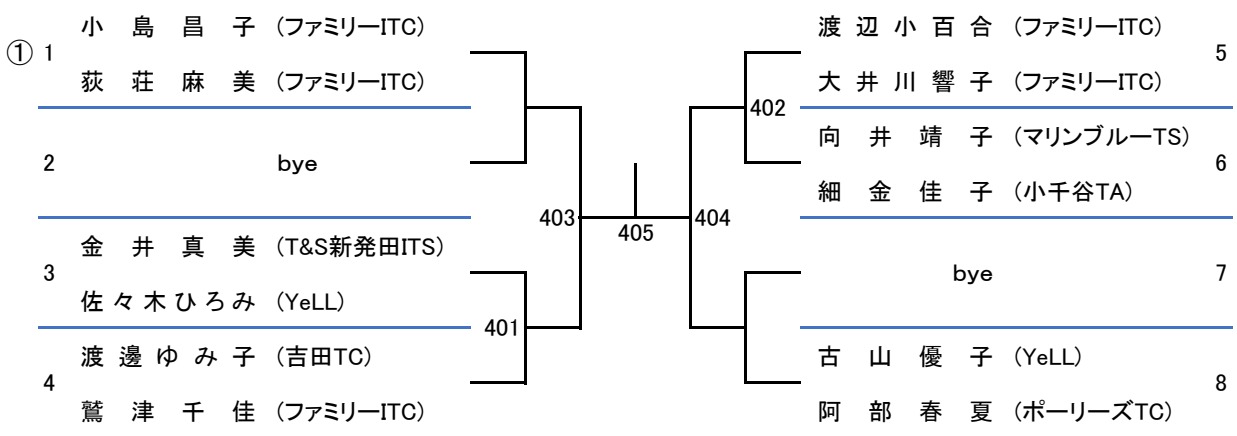 小島昌子 (ファミリーITC)
① 1
荻荘麻美 (ファミリーITC)
2 bye
金井真美 (T&S新発田ITS)
3
佐々木ひろみ (YeLL)
渡邊ゆみ子 (吉田TC)
4
鷲津千佳 (ファミリーITC)
401
403
405
404
402
渡辺小百合 (ファミリーITC)
5
大井川響子 (ファミリーITC)
向井靖子 (マリンブルーTS)
6
細金佳子 (小千谷TA)
bye 7
古山優子 (YeLL)
8
阿部春夏 (ポーリーズTC)